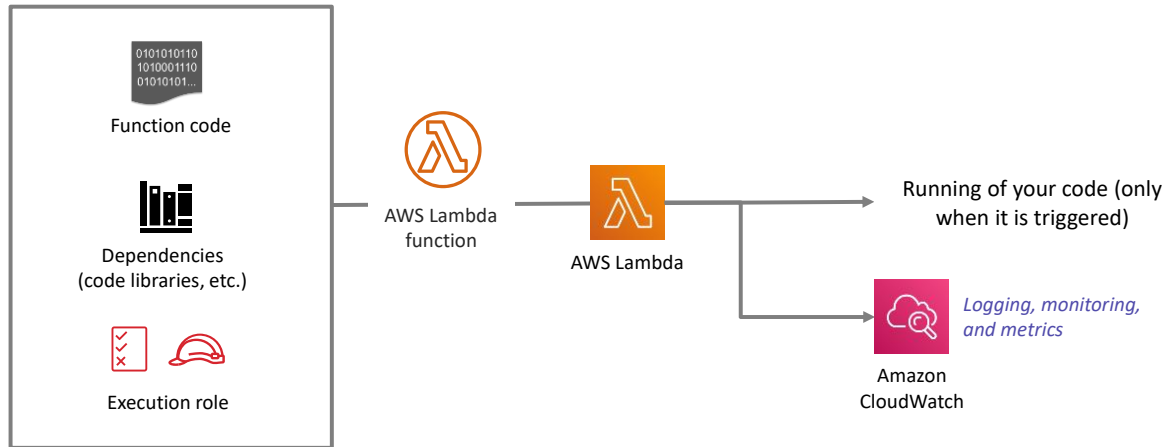 0101010110
1010001110
01010101...
Function code
Dependencies
(code libraries, etc.)
Execution role
AWS Lambda
function
AWS Lambda
Running of your code (only
when it is triggered)
Logging, monitoring,
and metrics
Amazon
CloudWatch